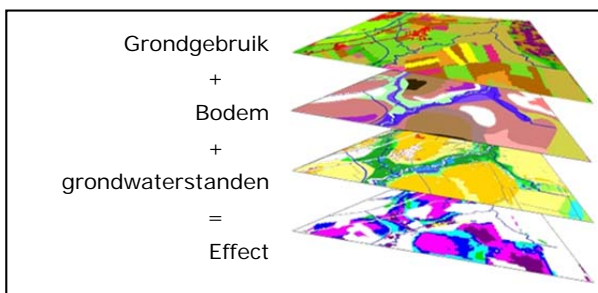 Grondgebruik
+
Bodem
+
grondwaterstanden
=
Effect